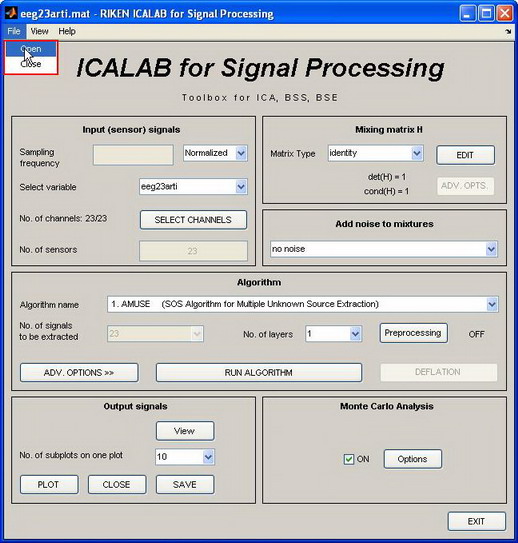 eeg23arti.mat - RIKEN ICALAB for Signal Processing
File View Help
Open
Close
ICALAB for Signal Processing
Toolbox for ICA, BSS, BSE
Input (sensor) signals
Sampling frequency Normalized
Select variable eeg23arti
No. of channels: 23/23 SELECT CHANNELS
No. of sensors 23
Mixing matrix H
Matrix Type identity EDIT
det(H) = 1
cond(H) = 1 ADV. OPTS.
Add noise to mixtures
no noise
Algorithm
Algorithm name 1. AMUSE (SOS Algorithm for Multiple Unknown Source Extraction)
No. of signals
to be extracted 23 No. of layers 1 Preprocessing OFF
ADV. OPTIONS >> RUN ALGORITHM DEFLATION
Output signals
View
No. of subplots on one plot 10
PLOT CLOSE SAVE
Monte Carlo Analysis
ON Options
EXIT